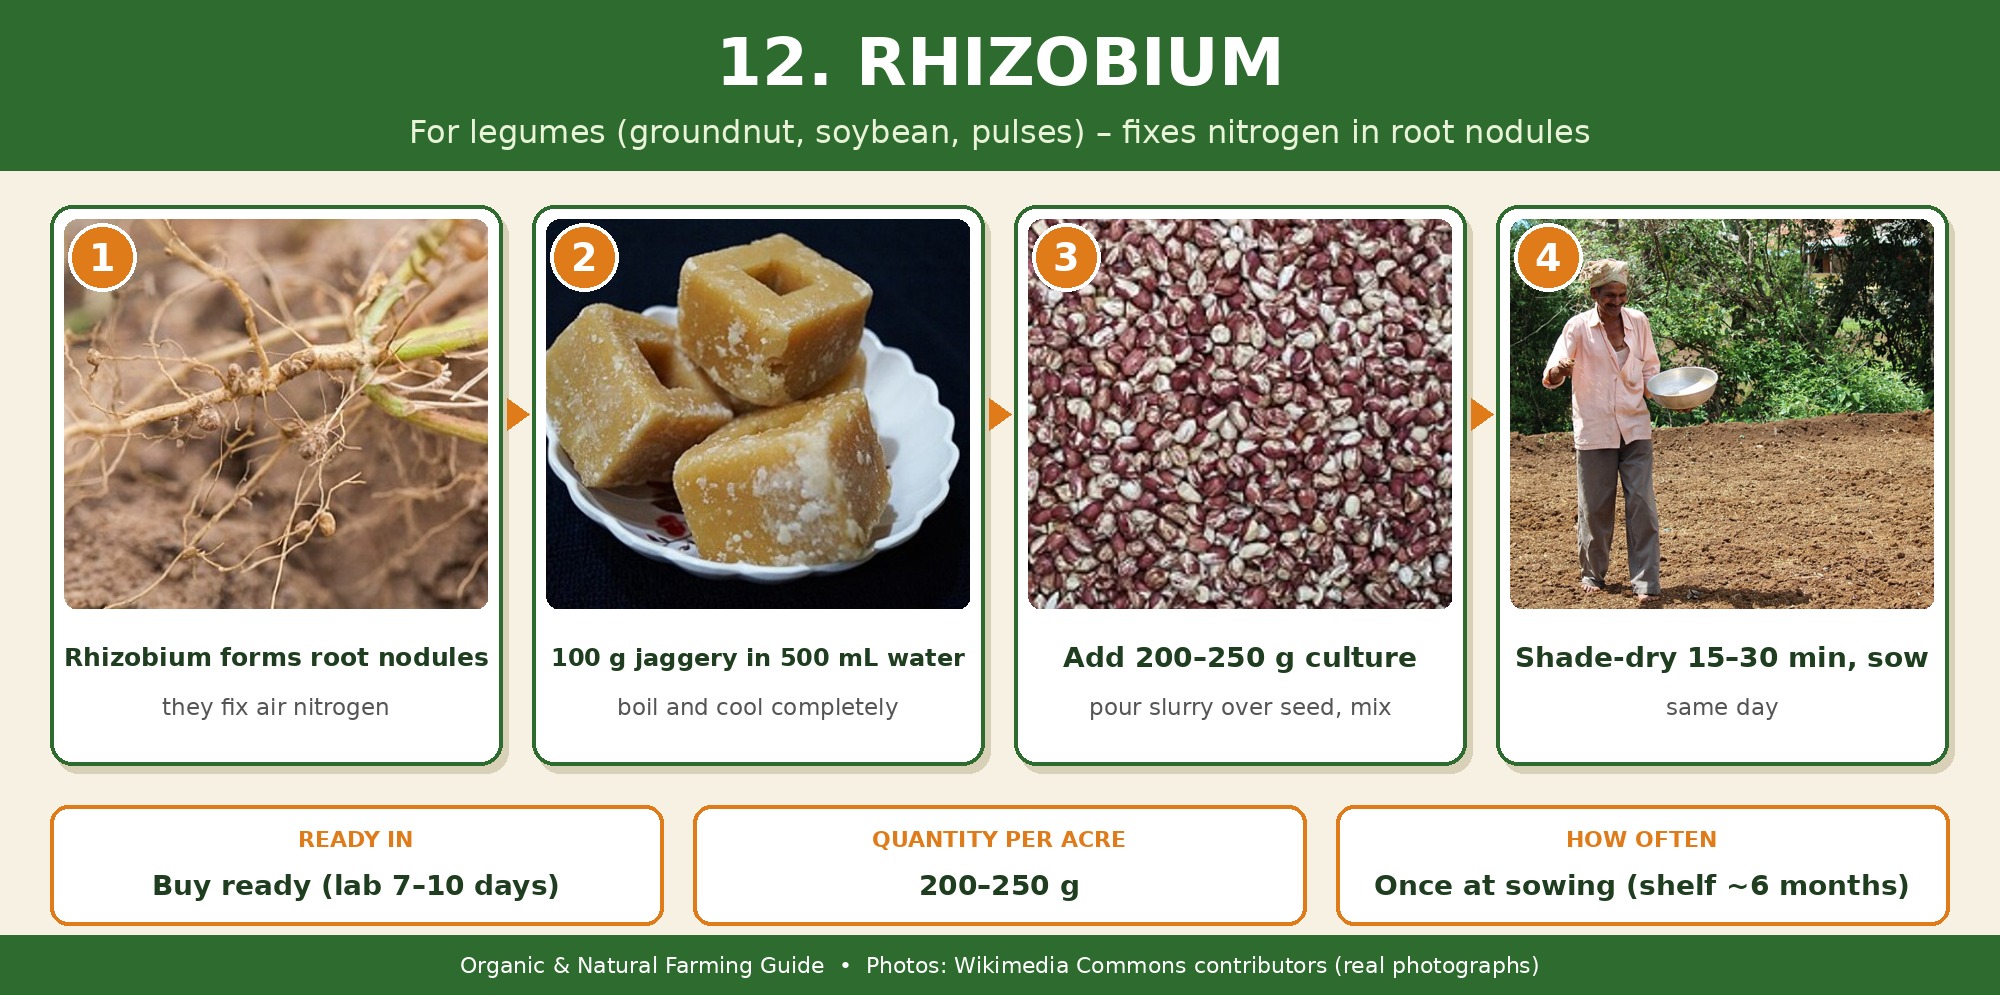 12. RHIZOBIUM
For legumes (groundnut, soybean, pulses) – fixes nitrogen in root nodules
1
Rhizobium forms root nodules
they fix air nitrogen
2
100 g jaggery in 500 mL water
boil and cool completely
3
Add 200–250 g culture
pour slurry over seed, mix
4
Shade-dry 15–30 min, sow
same day
READY IN
Buy ready (lab 7–10 days)
QUANTITY PER ACRE
200–250 g
HOW OFTEN
Once at sowing (shelf ~6 months)
Organic & Natural Farming Guide • Photos: Wikimedia Commons contributors (real photographs)